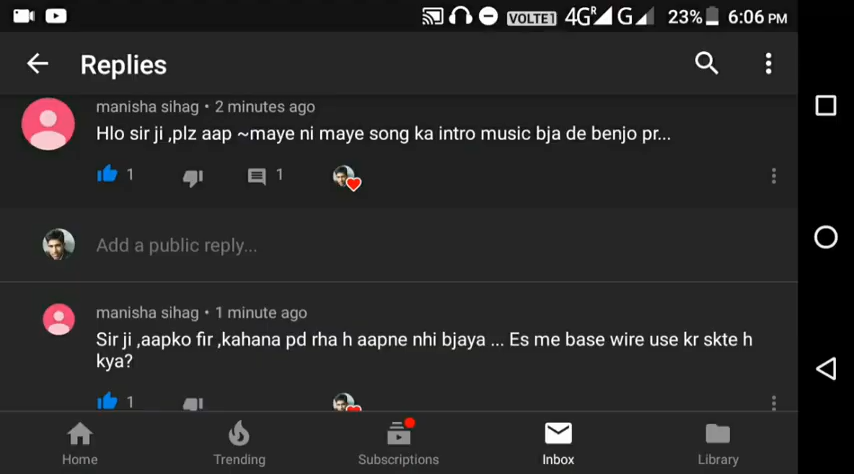 VOLTE1 4G R G 23% 6:06 PM
Replies
manisha sihag • 2 minutes ago
Hlo sir ji ,plz aap ~maye ni maye song ka intro music bja de benjo pr...
1 1
Add a public reply...
manisha sihag • 1 minute ago
Sir ji ,aapko fir ,kahana pd rha h aapne nhi bjaya ... Es me base wire use kr skte h
kya?
1
Home Trending Subscriptions Inbox Library